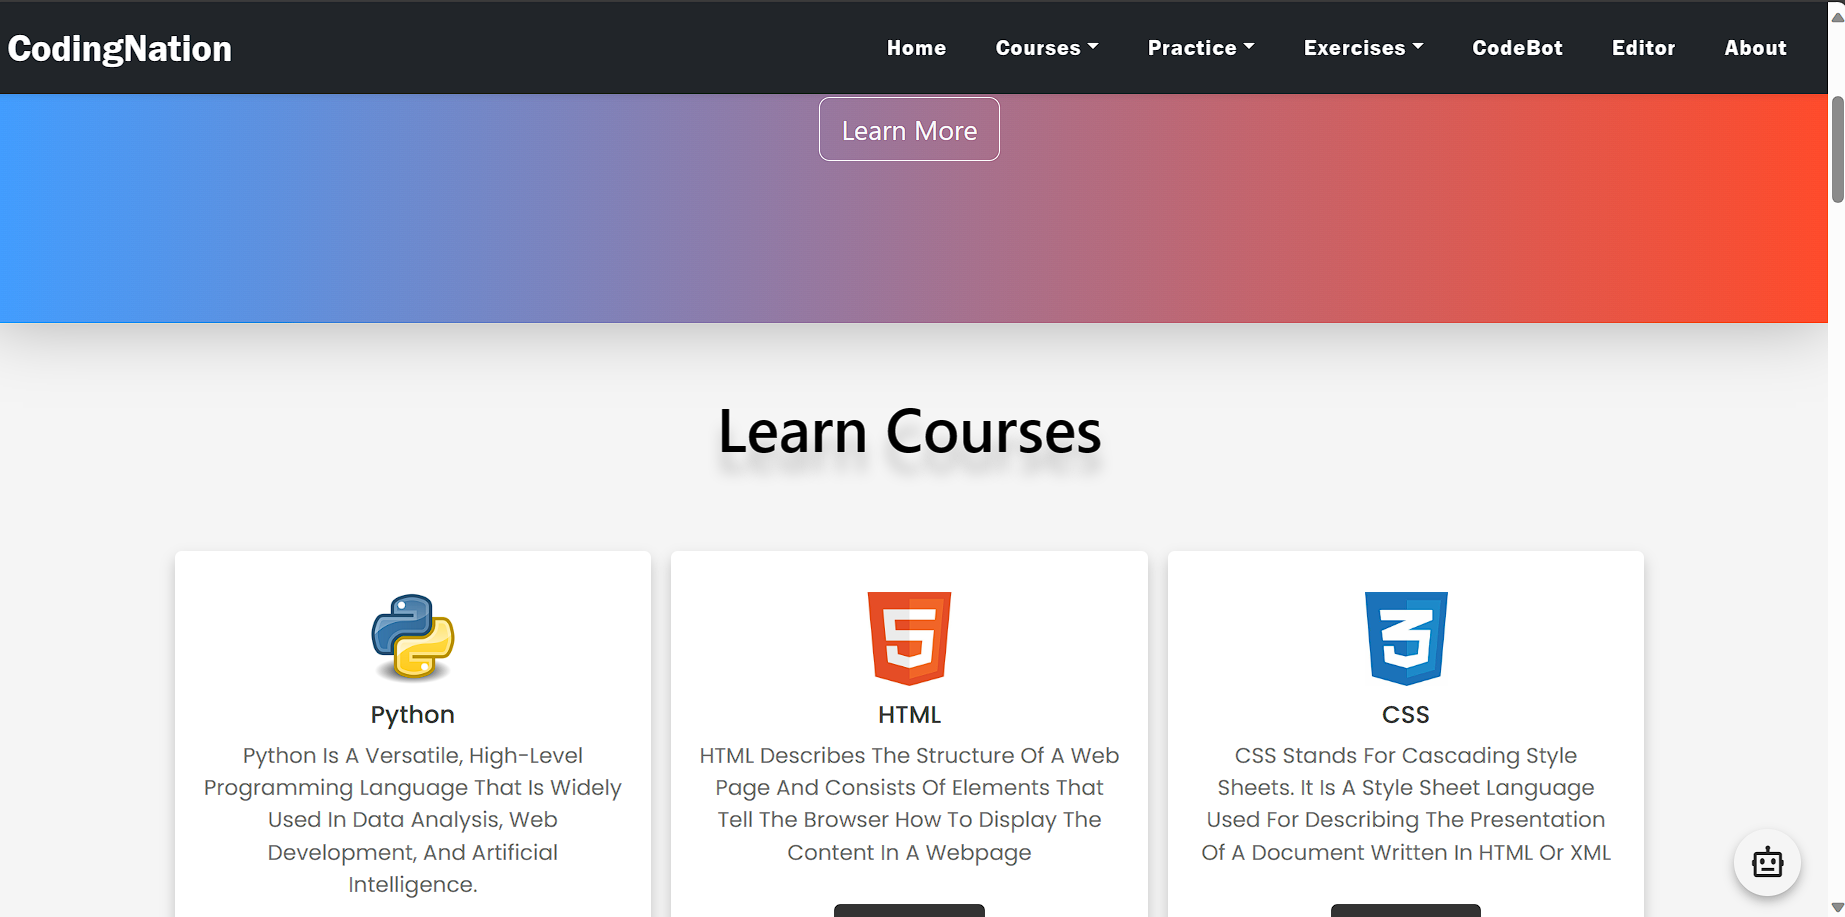 CodingNation
Home Courses Practice Exercises CodeBot Editor About
Learn More
Learn Courses
Python
Python Is A Versatile, High-Level
Programming Language That Is Widely
Used In Data Analysis, Web
Development, And Artificial
Intelligence.
HTML
HTML Describes The Structure Of A Web
Page And Consists Of Elements That
Tell The Browser How To Display The
Content In A Webpage
CSS
CSS Stands For Cascading Style
Sheets. It Is A Style Sheet Language
Used For Describing The Presentation
Of A Document Written In HTML Or XML